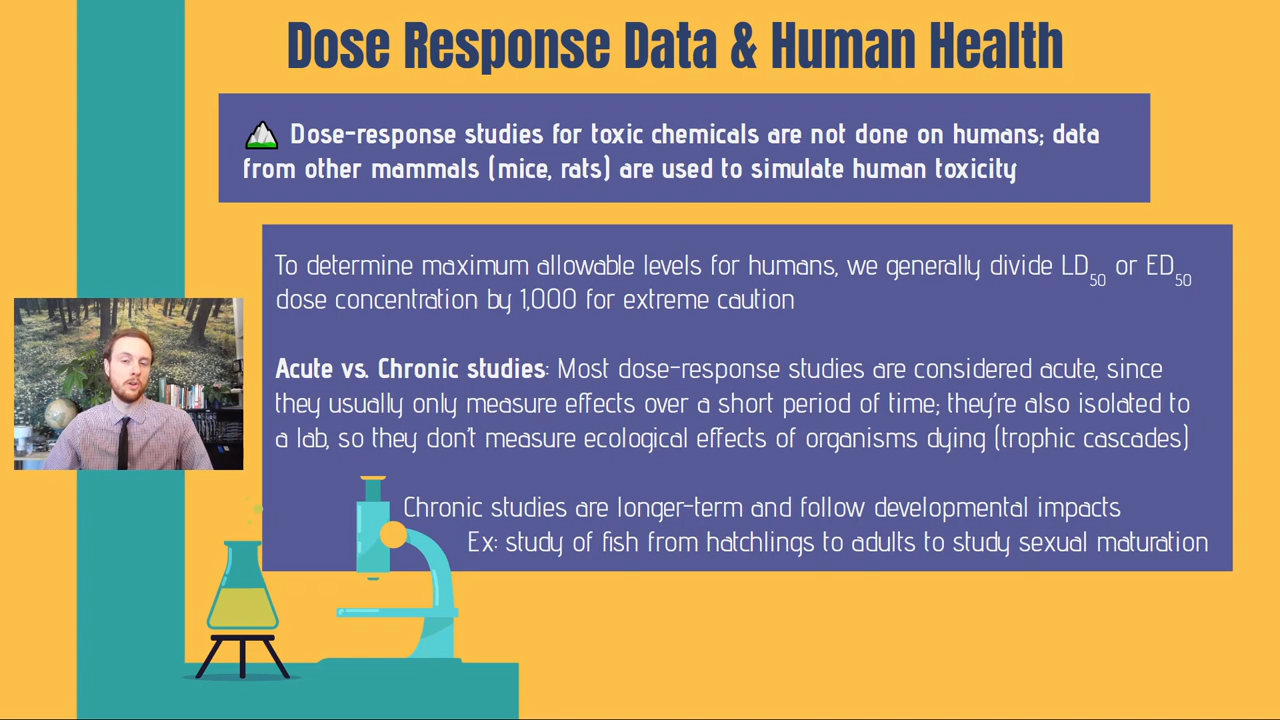 Dose Response Data & Human Health
Dose-response studies for toxic chemicals are not done on humans; data
from other mammals (mice, rats) are used to simulate human toxicity
To determine maximum allowable levels for humans, we generally divide LD50 or ED50
dose concentration by 1,000 for extreme caution
Acute vs. Chronic studies: Most dose-response studies are considered acute, since
they usually only measure effects over a short period of time; they're also isolated to
a lab, so they don't measure ecological effects of organisms dying (trophic cascades)
Chronic studies are longer-term and follow developmental impacts
Ex: study of fish from hatchlings to adults to study sexual maturation